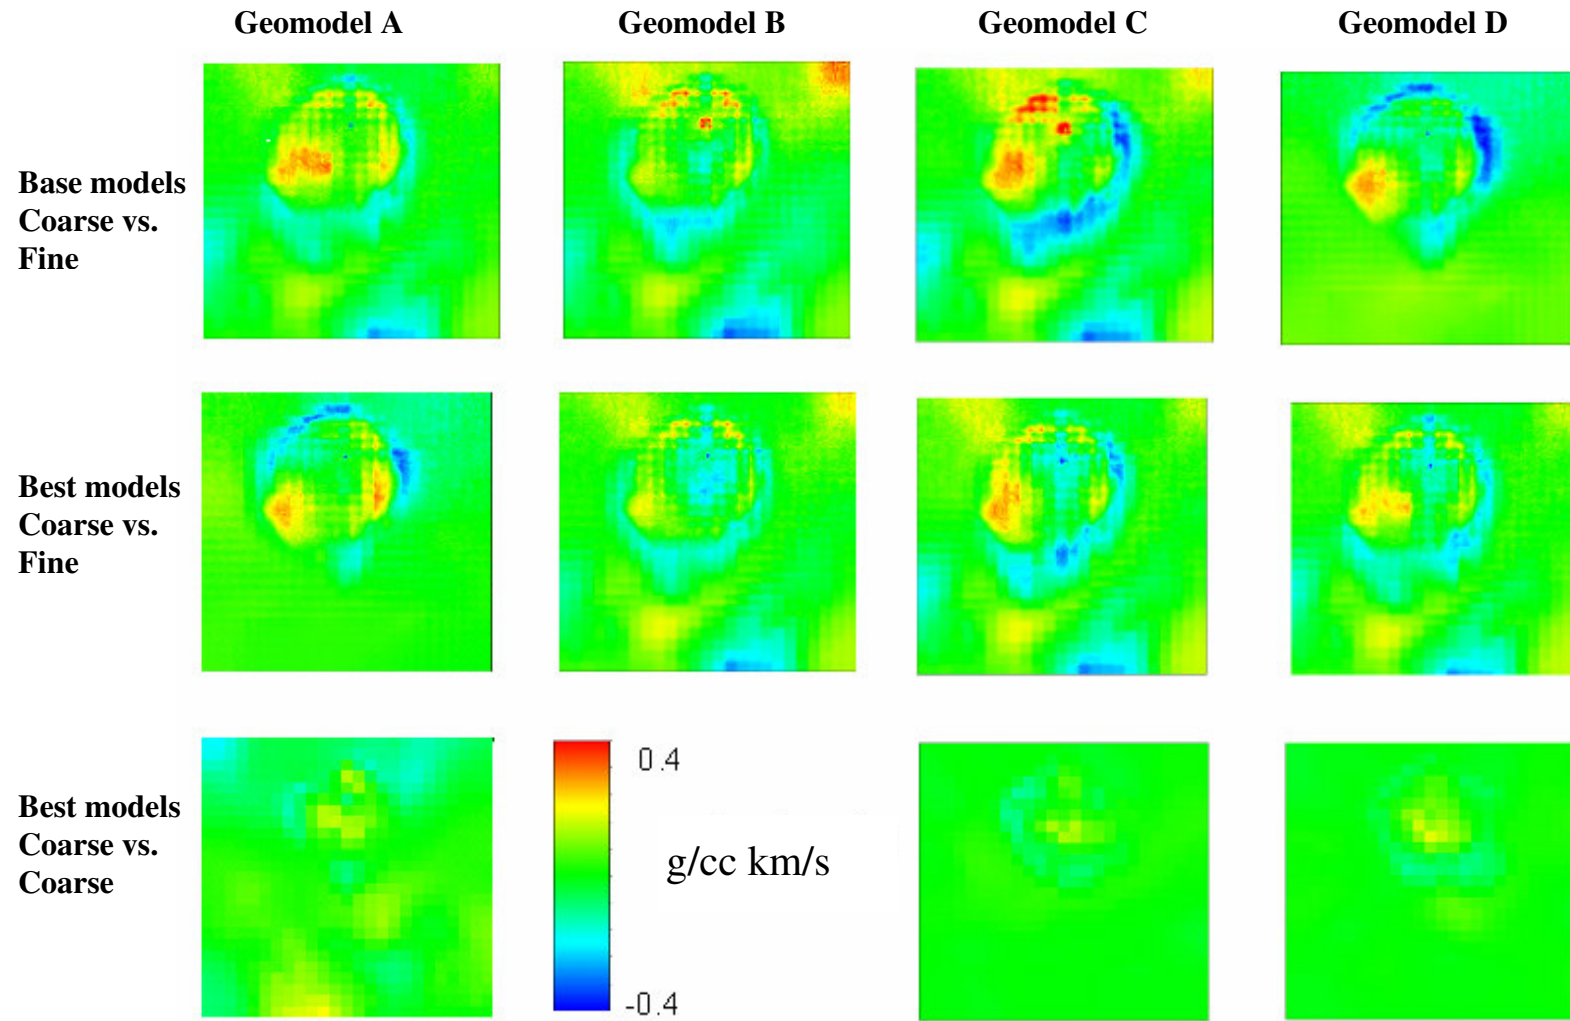 Geomodel A
Geomodel B
Geomodel C
Geomodel D
Base models
Coarse vs.
Fine
Best models
Coarse vs.
Fine
Best models
Coarse vs.
Coarse
0.4
g/cc km/s
-0.4